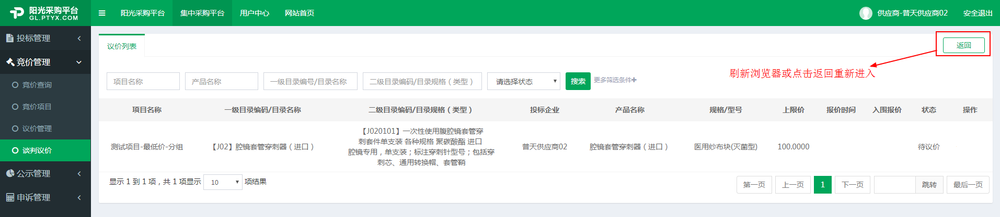 阳光采购平台
GL.PTYX.COM
阳光采购平台 集中采购平台 用户中心 网站首页
供应商-普天供应商02 安全退出
投标管理
竞价管理
竞价查询
竞价项目
议价管理
谈判议价
公示管理
申诉管理
议价列表
返回
刷新浏览器或点击返回重新进入
项目名称 产品名称 一级目录编号/目录名称 二级目录编码/目录规格（类型） 请选择状态 搜索 更多筛选条件
项目名称 一级目录编码/目录名称 二级目录编码/目录规格（类型） 投标企业 产品名称 规格/型号 上限价 报价时间 入围报价 状态 操作
测试项目-最低价-分组 【J02】腔镜套管穿刺器（进口）
【J020101】一次性使用腹腔镜套管穿
刺套件单支装 各种规格 聚碳酸酯 进口
腔镜专用，单支装；标注穿刺针型号；包括穿
刺芯、通用转换帽、套管鞘
普天供应商02 腔镜套管穿刺器（进口） 医用纱布块(灭菌型) 100.0000 待议价
显示 1 到 1 项，共 1 项显示 10 项结果
第一页 上一页 1 下一页 跳转 最后一页